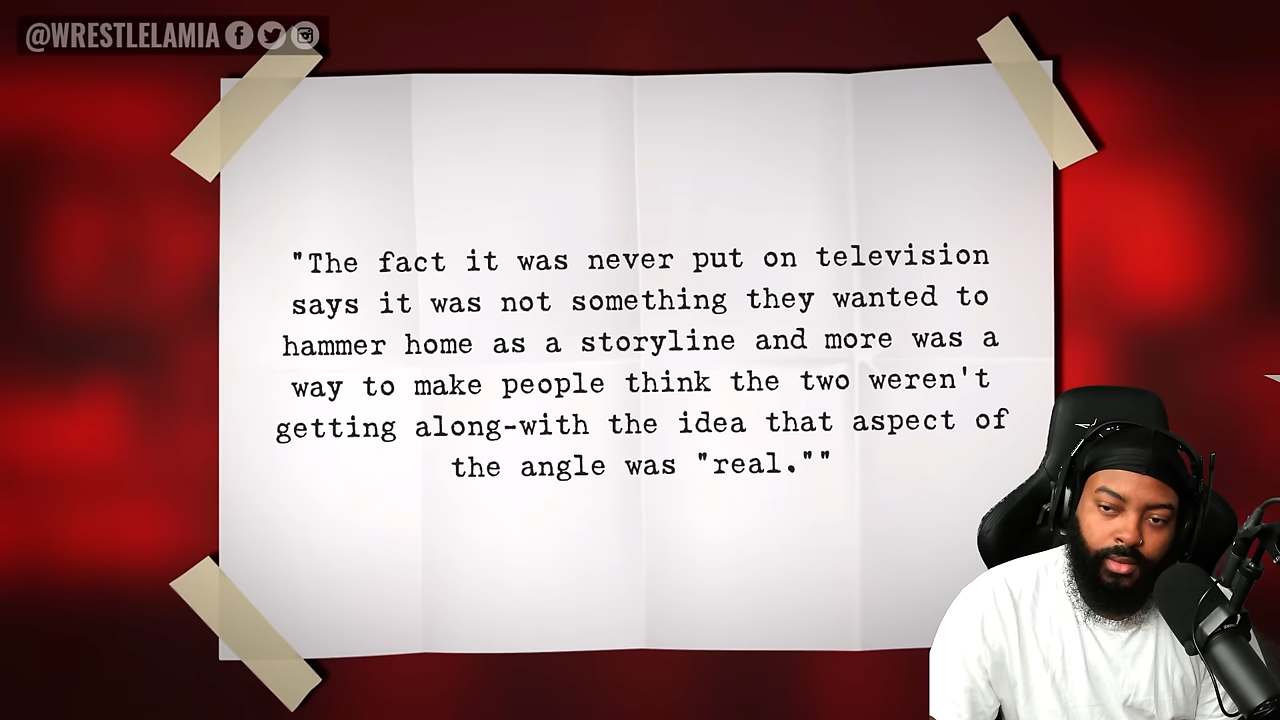 @WRESTLELAMIA
"The fact it was never put on television
says it was not something they wanted to
hammer home as a storyline and more was a
way to make people think the two weren't
getting along-with the idea that aspect of
the angle was "real.""